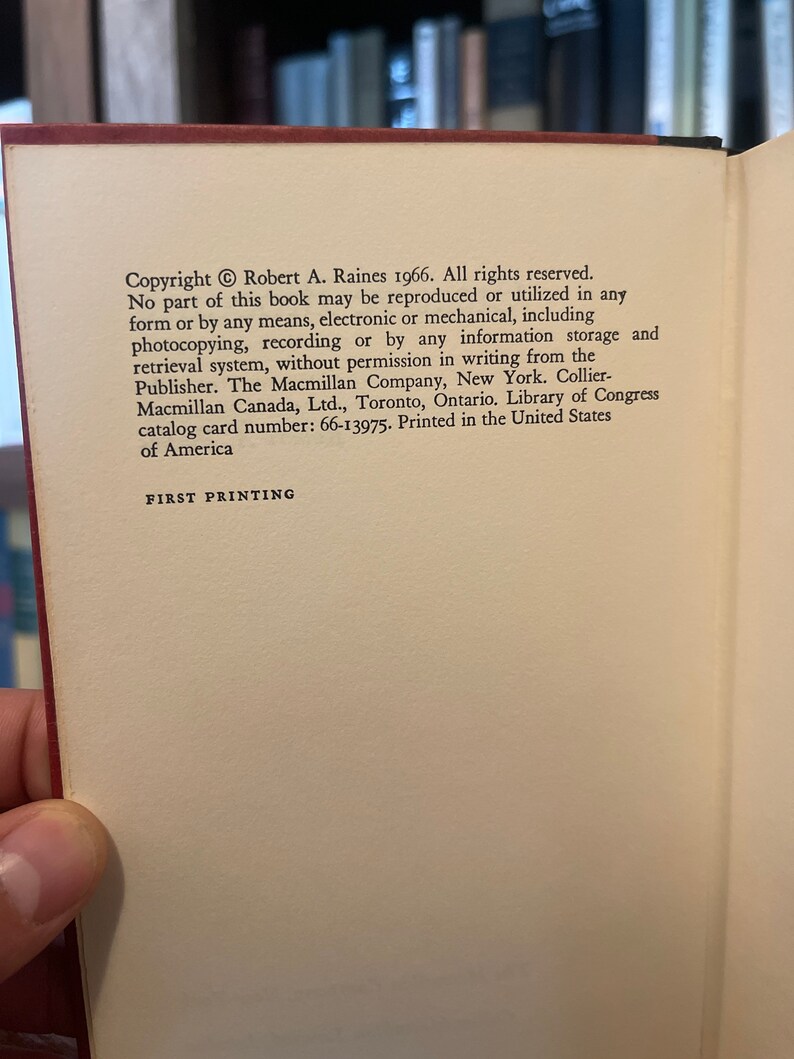 Copyright © Robert A. Raines 1966. All rights reserved.
No part of this book may be reproduced or utilized in any
form or by any means, electronic or mechanical, including
photocopying, recording or by any information storage and
retrieval system, without permission in writing from the
Publisher. The Macmillan Company, New York. Collier-
Macmillan Canada, Ltd., Toronto, Ontario. Library of Congress
catalog card number: 66-13975. Printed in the United States
of America
FIRST PRINTING